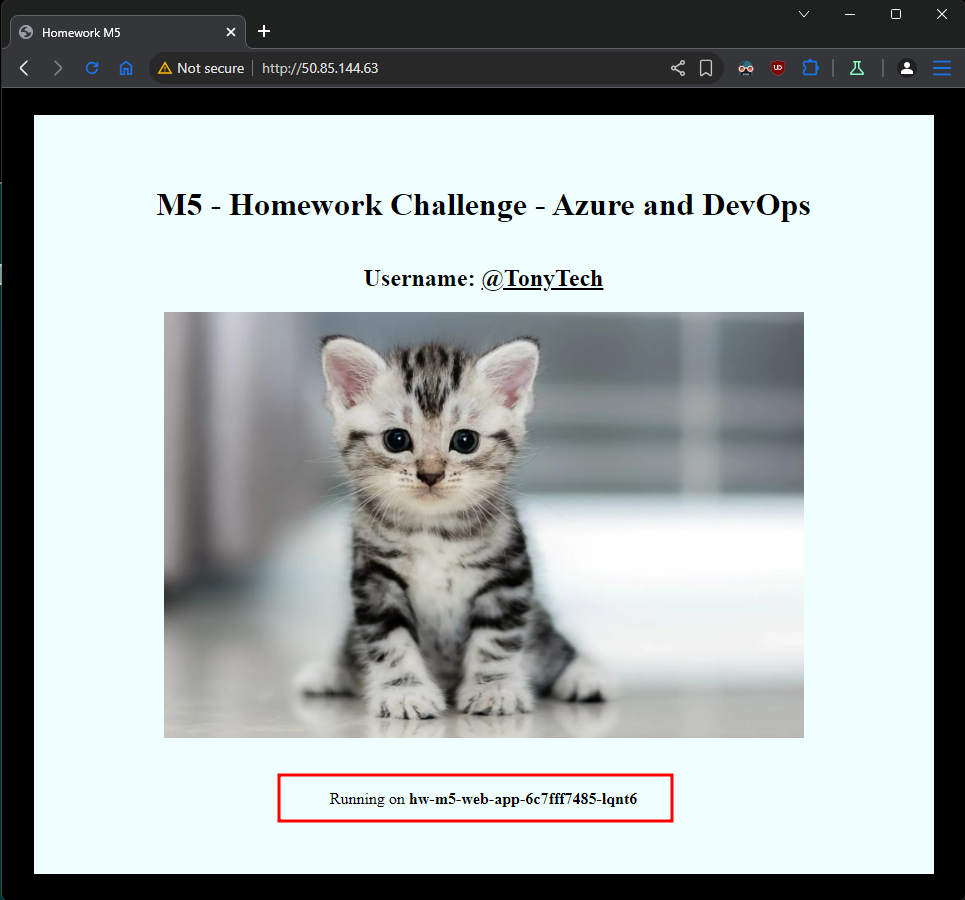 Homework M5
Not secure
http://50.85.144.63
UD
M5 - Homework Challenge - Azure and DevOps
Username: @TonyTech
Running on hw-m5-web-app-6c7fff7485-lqnt6